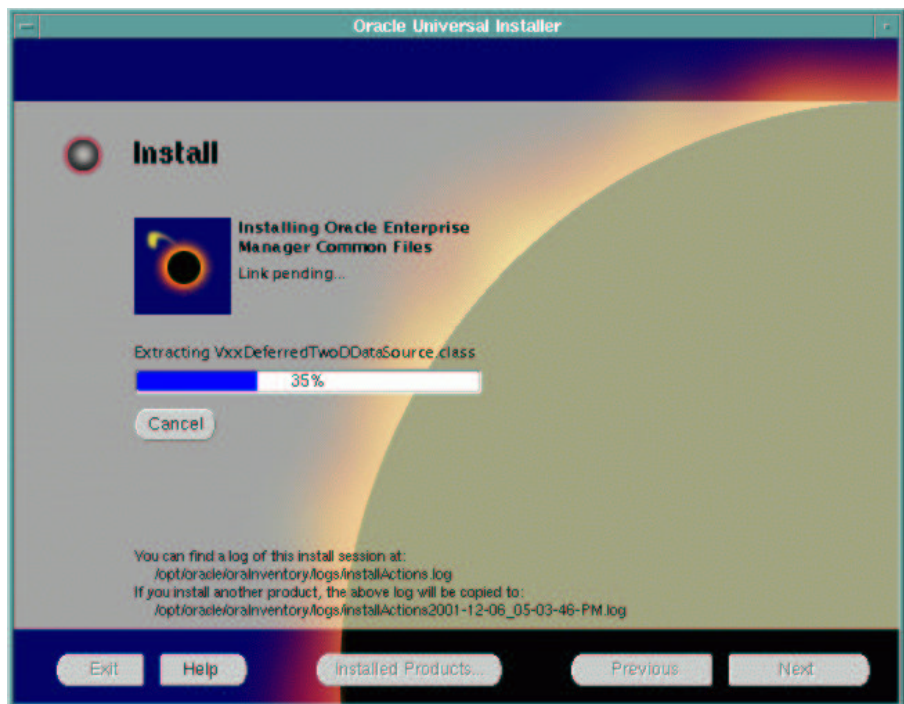 Oracle Universal Installer
Install
Installing Oracle Enterprise
Manager Common Files
Link pending...
Extracting VxxDeferredTwoDDataSource.class
35%
Cancel
You can find a log of this install session at:
/opt/oracle/oraInventory/logs/installActions.log
If you install another product, the above log will be copied to:
/opt/oracle/oraInventory/logs/installActions2001-12-06_05-03-46-PM.log
Exit Help Installed Products... Previous Next